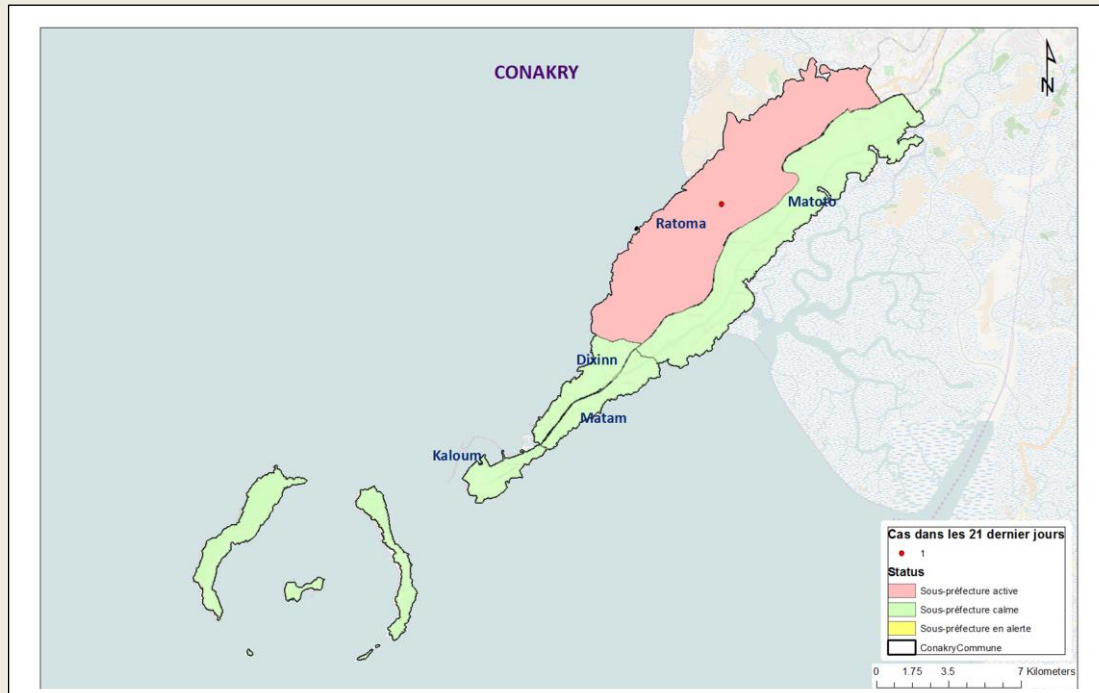 CONAKRY
N
Matoto
Ratoma
Dixinn
Matam
Kaloum
Cas dans les 21 dernier jours
1
Status
Sous-préfecture active
Sous-préfecture calme
Sous-préfecture en alerte
ConakryCommune
0 1.75 3.5 7 Kilometers